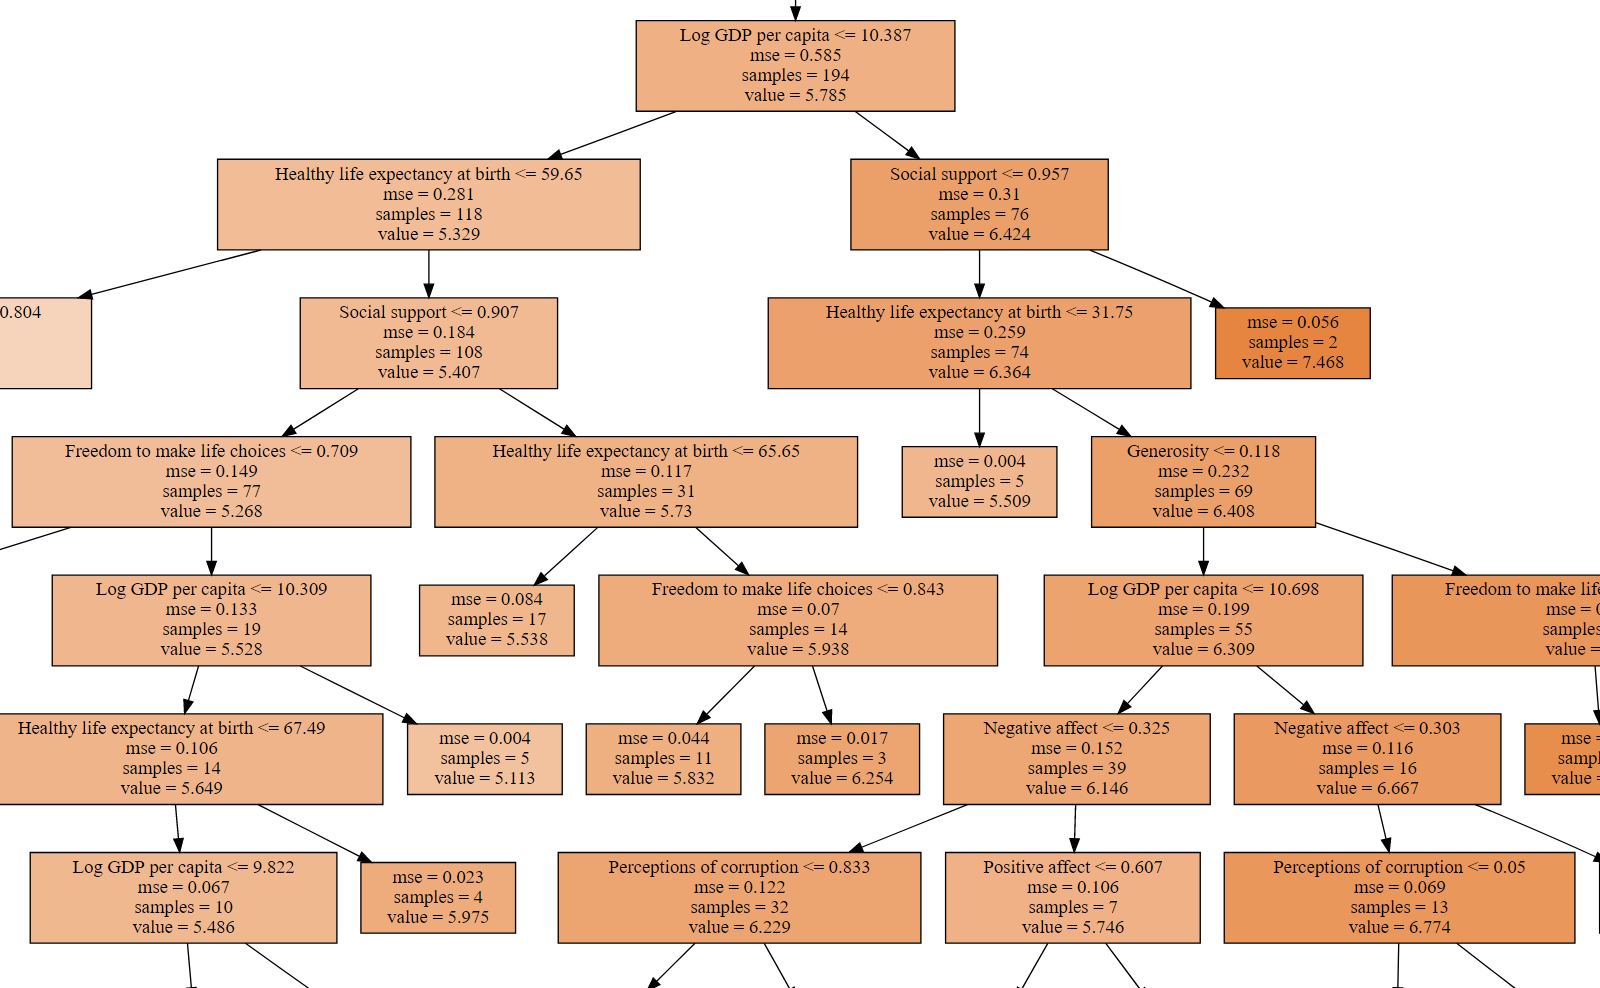 Log GDP per capita <= 10.387
mse = 0.585
samples = 194
value = 5.785
Healthy life expectancy at birth <= 59.65
mse = 0.281
samples = 118
value = 5.329
Social support <= 0.957
mse = 0.31
samples = 76
value = 6.424
0.804
Social support <= 0.907
mse = 0.184
samples = 108
value = 5.407
Healthy life expectancy at birth <= 31.75
mse = 0.259
samples = 74
value = 6.364
mse = 0.056
samples = 2
value = 7.468
Freedom to make life choices <= 0.709
mse = 0.149
samples = 77
value = 5.268
Healthy life expectancy at birth <= 65.65
mse = 0.117
samples = 31
value = 5.73
mse = 0.004
samples = 5
value = 5.509
Generosity <= 0.118
mse = 0.232
samples = 69
value = 6.408
Log GDP per capita <= 10.309
mse = 0.133
samples = 19
value = 5.528
mse = 0.084
samples = 17
value = 5.538
Freedom to make life choices <= 0.843
mse = 0.07
samples = 14
value = 5.938
Log GDP per capita <= 10.698
mse = 0.199
samples = 55
value = 6.309
Freedom to make
mse =
samples
value =
Healthy life expectancy at birth <= 67.49
mse = 0.106
samples = 14
value = 5.649
mse = 0.004
samples = 5
value = 5.113
mse = 0.044
samples = 11
value = 5.832
mse = 0.017
samples = 3
value = 6.254
Negative affect <= 0.325
mse = 0.152
samples = 39
value = 6.146
Negative affect <= 0.303
mse = 0.116
samples = 16
value = 6.667
mse =
value
Log GDP per capita <= 9.822
mse = 0.067
samples = 10
value = 5.486
mse = 0.023
samples = 4
value = 5.975
Perceptions of corruption <= 0.833
mse = 0.122
samples = 32
value = 6.229
Positive affect <= 0.607
mse = 0.106
samples = 7
value = 5.746
Perceptions of corruption <= 0.05
mse = 0.069
samples = 13
value = 6.774